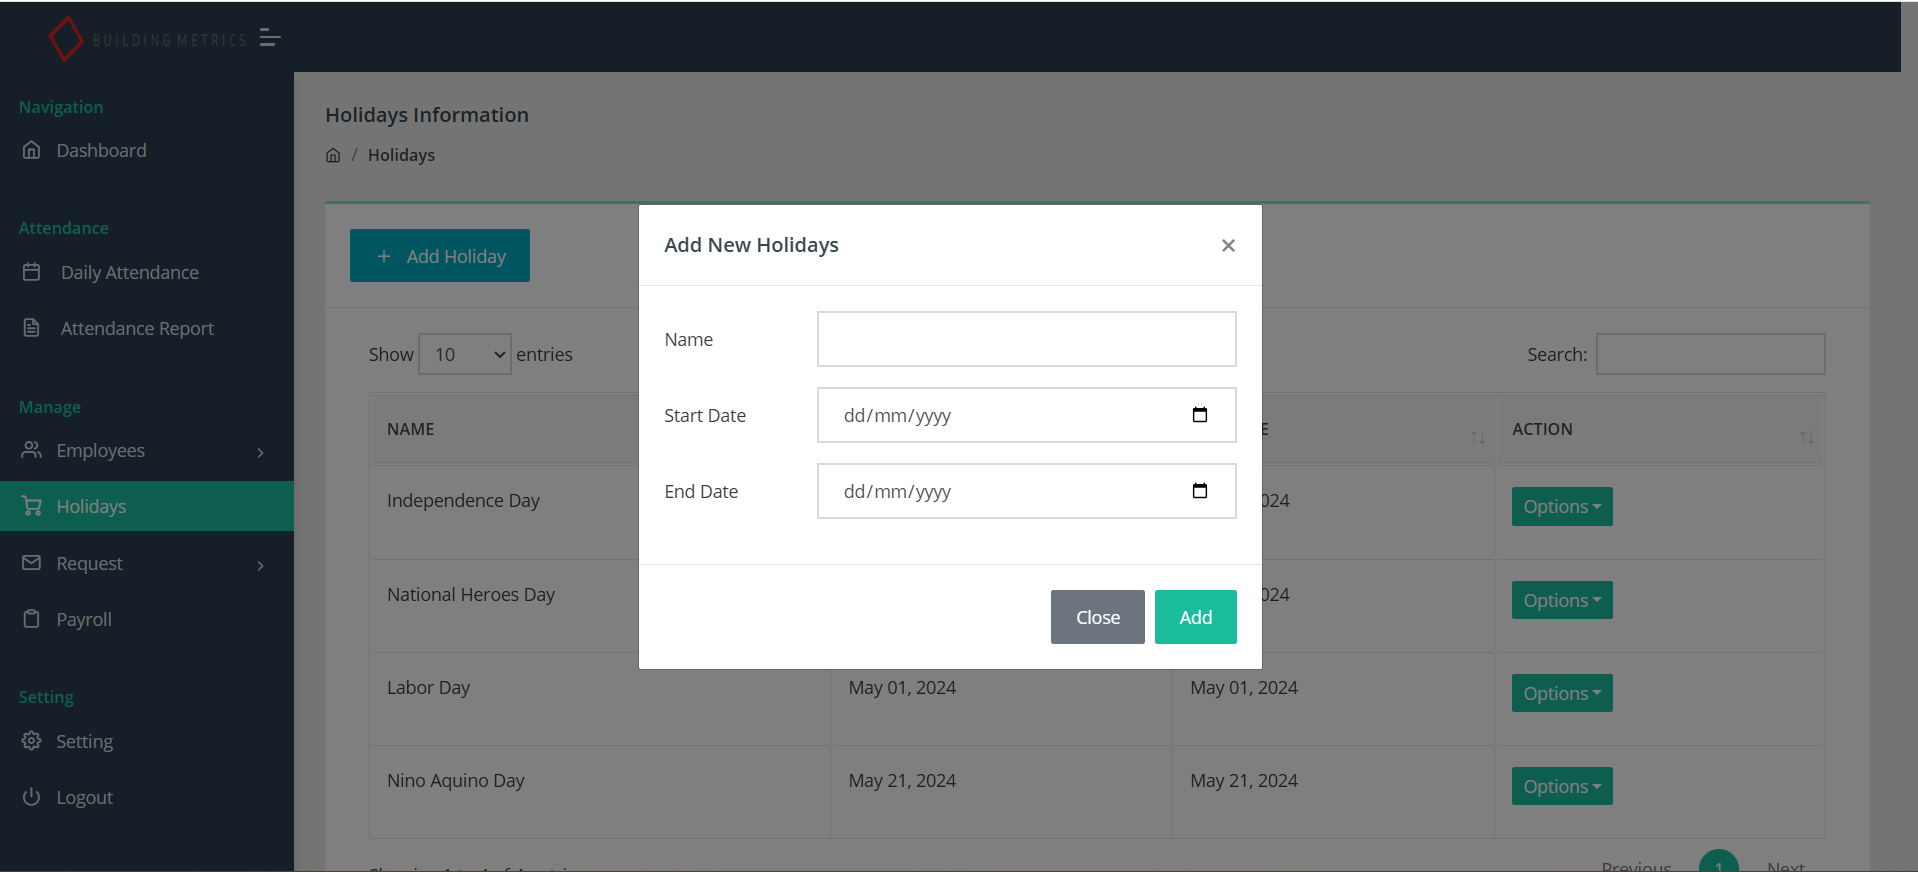 BUILDING METRICS
Navigation
Dashboard
Attendance
Daily Attendance
Attendance Report
Manage
Employees
Holidays
Request
Payroll
Setting
Setting
Logout
Holidays Information
/ Holidays
+ Add Holiday
Show 10 entries
Search:
NAME
E
ACTION
Independence Day
024
Options
National Heroes Day
024
Options
Labor Day
May 01, 2024
May 01, 2024
Options
Nino Aquino Day
May 21, 2024
May 21, 2024
Options
Previous 1 Next
Add New Holidays
×
Name
Start Date
dd/mm/yyyy
End Date
dd/mm/yyyy
Close
Add